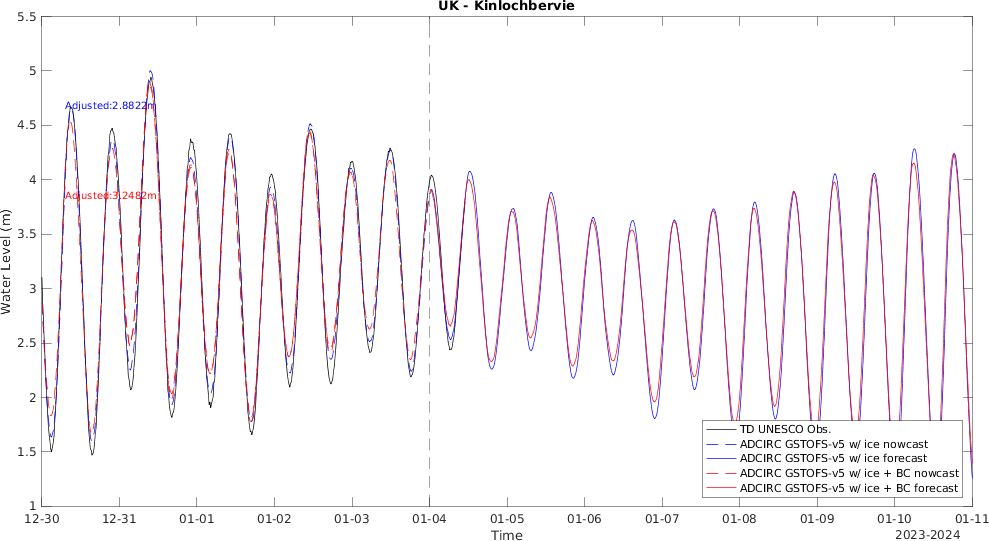 UK - Kinlochbervie
5.5
5
4.5
4
3.5
3
2.5
2
1.5
1
Water Level (m)
Adjusted:2.8822m
Adjusted:3.2482m
TD UNESCO Obs.
ADCIRC GSTOFS-v5 w/ ice nowcast
ADCIRC GSTOFS-v5 w/ ice forecast
ADCIRC GSTOFS-v5 w/ ice + BC nowcast
ADCIRC GSTOFS-v5 w/ ice + BC forecast
12-30 12-31 01-01 01-02 01-03 01-04 01-05 01-06 01-07 01-08 01-09 01-10 01-11
Time
2023-2024